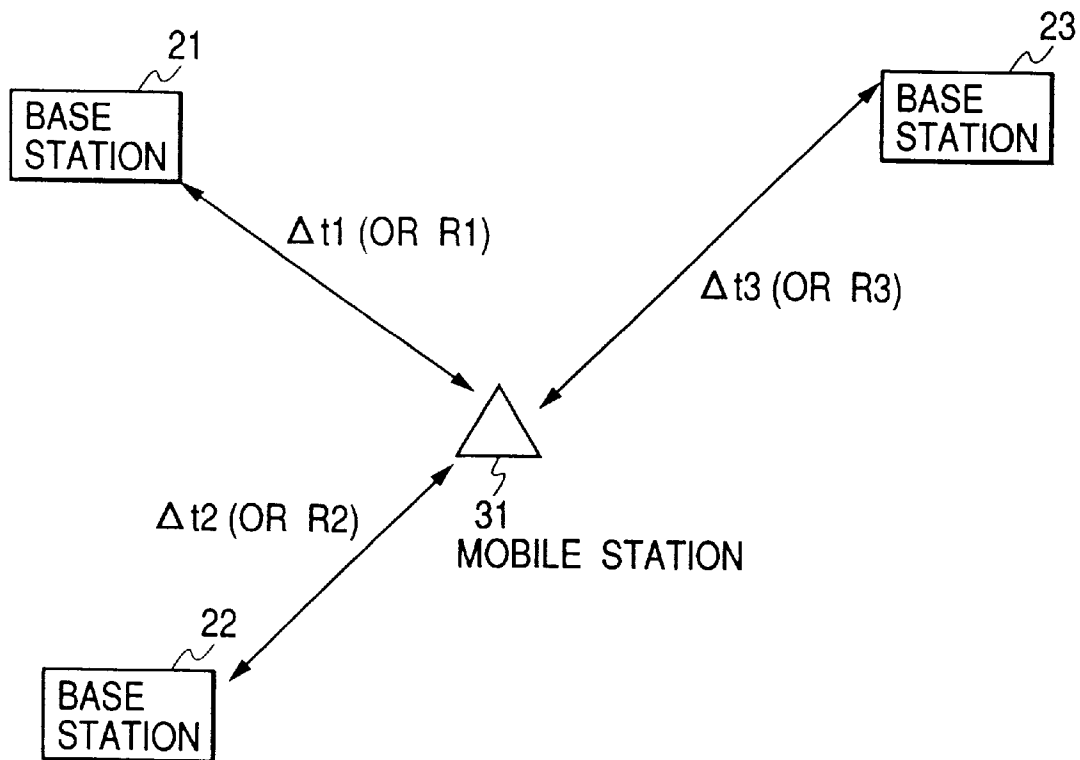 21
BASE
STATION
23
BASE
STATION
Δt1 (OR R1)
Δt3 (OR R3)
Δt2 (OR R2)
31
MOBILE STATION
22
BASE
STATION